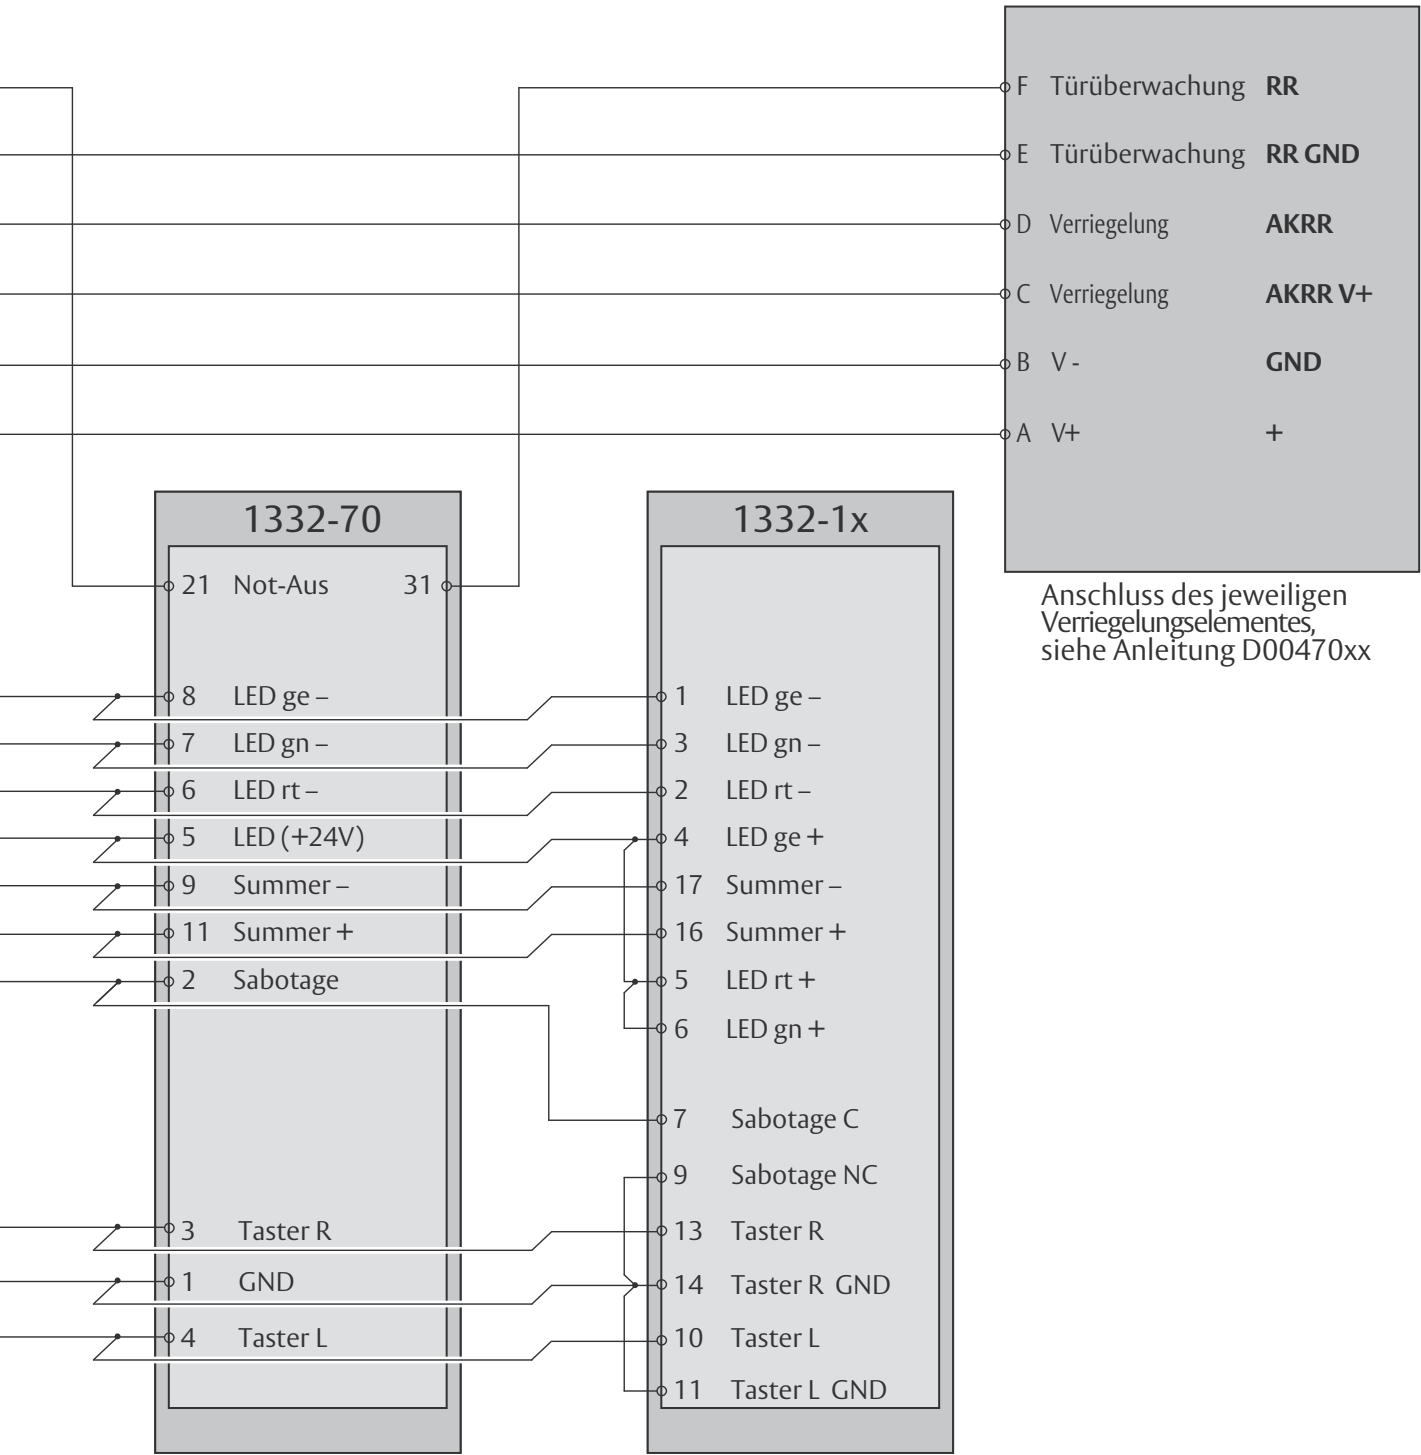 F Türüberwachung RR
E Türüberwachung RR GND
D Verriegelung AKRR
C Verriegelung AKRR V+
B V - GND
A V+ +
Anschluss des jeweiligen
Verriegelungselementes,
siehe Anleitung D00470xx
1332-70
21 Not-Aus 31
8 LED ge –
7 LED gn –
6 LED rt –
5 LED (+24V)
9 Summer –
11 Summer +
2 Sabotage
3 Taster R
1 GND
4 Taster L
1332-1x
1 LED ge –
3 LED gn –
2 LED rt –
4 LED ge +
17 Summer –
16 Summer +
5 LED rt +
6 LED gn +
7 Sabotage C
9 Sabotage NC
13 Taster R
14 Taster R GND
10 Taster L
11 Taster L GND